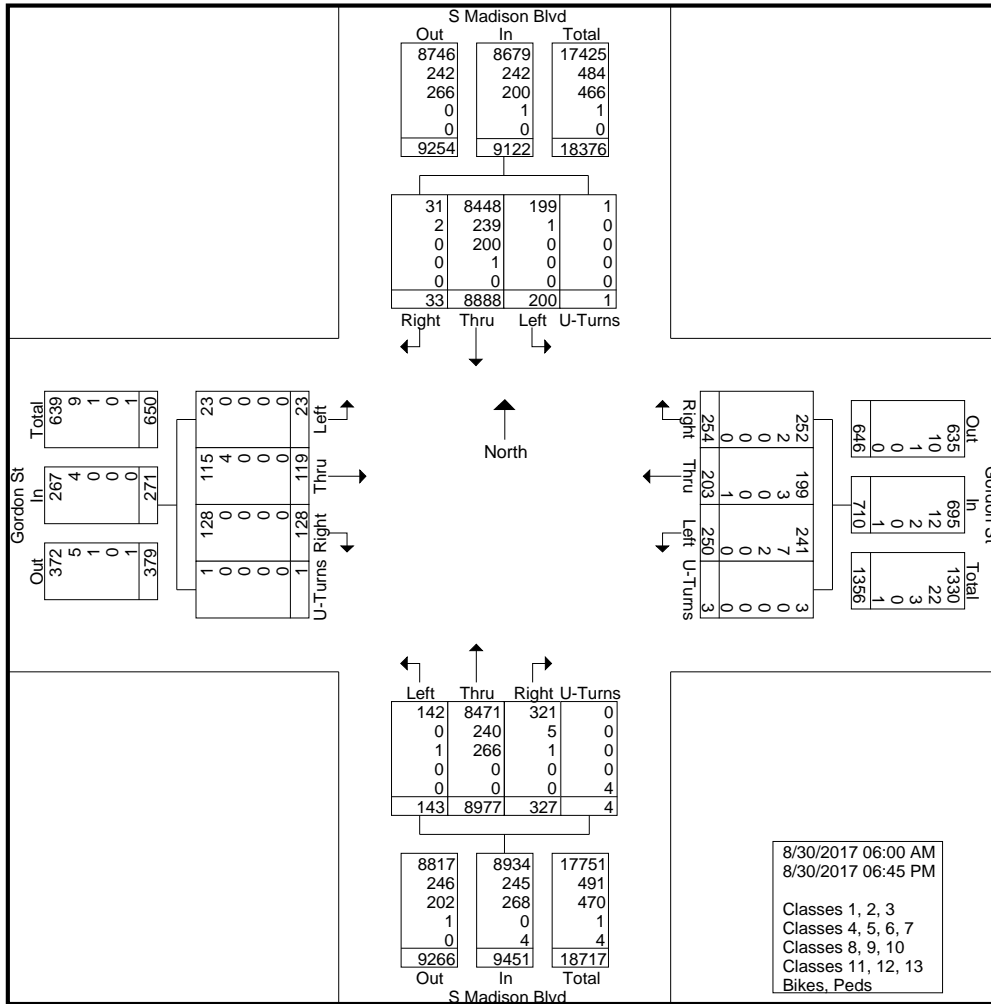 S Madison Blvd
Out In Total
8746 8679 17425
242 242 484
266 200 466
0 1 1
0 0 0
9254 9122 18376
31 8448 199 1
2 239 1 0
0 200 0 0
0 1 0 0
0 0 0 0
33 8888 200 1
Right Thru Left U-Turns
Gordon St
Total
639 9 1 0 1 650
In
267 4 0 0 0 271
Out
372 5 1 0 1 379
Left
23 0 0 0 0 23
Thru
115 4 0 0 0 119
Right
128 0 0 0 0 128
U-Turns
1 0 0 0 0 1
North
Right
252 2 0 0 0 254
Thru
199 3 0 0 1 203
Left
241 7 2 0 0 250
U-Turns
3 0 0 0 0 3
Gordon St
Out
635 10 1 0 0 646
In
695 12 2 0 1 710
Total
1330 22 3 0 1 1356
Left Thru Right U-Turns
142 8471 321 0
0 240 5 0
1 266 1 0
0 0 0 0
0 0 0 4
143 8977 327 4
8817 8934 17751
246 245 491
202 268 470
1 0 1
0 4 4
9266 9451 18717
Out In Total
S Madison Blvd
8/30/2017 06:00 AM
8/30/2017 06:45 PM
Classes 1, 2, 3
Classes 4, 5, 6, 7
Classes 8, 9, 10
Classes 11, 12, 13
Bikes, Peds